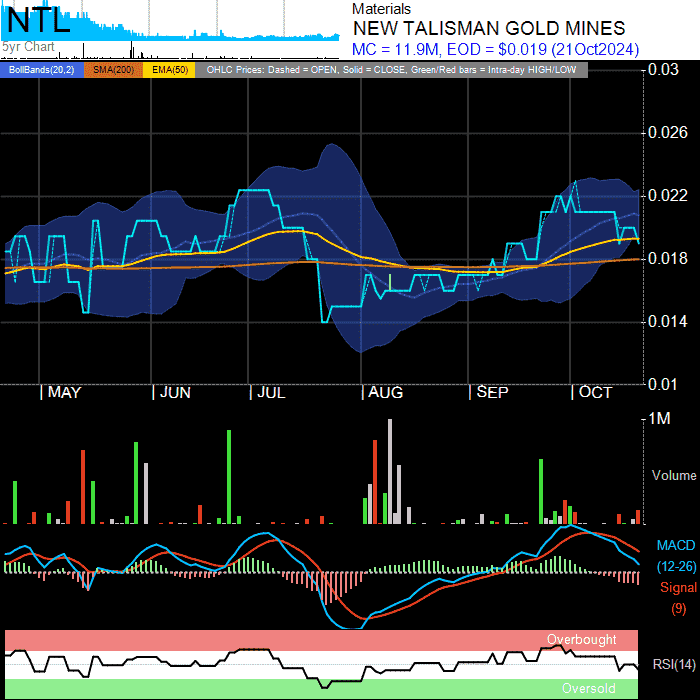 NTL
5yr Chart
Materials
NEW TALISMAN GOLD MINES
MC = 11.9M, EOD = $0.019 (21Oct2024)
BollBands(20,2) SMA(200) EMA(50) OHLC Prices: Dashed = OPEN, Solid = CLOSE, Green/Red bars = Intra-day HIGH/LOW
0.03
0.026
0.022
0.018
0.014
0.01
MAY JUN JUL AUG SEP OCT
1M
Volume
MACD
(12-26)
Signal
(9)
Overbought
RSI(14)
Oversold